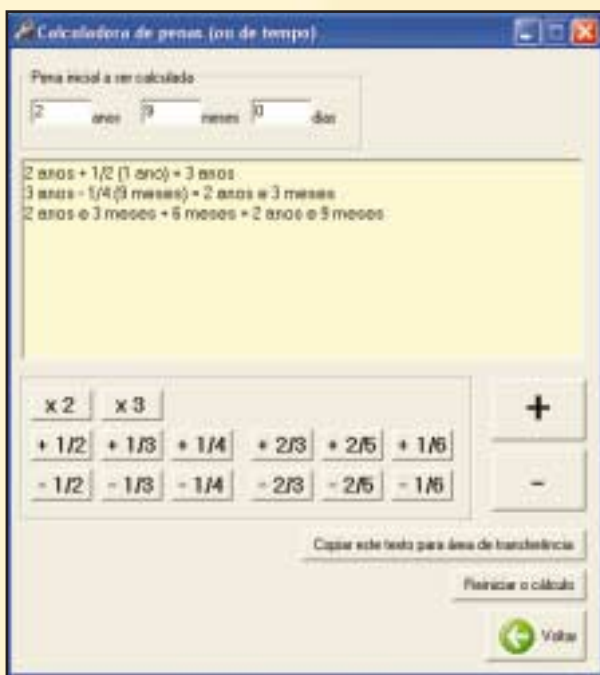 Calculadora de penas (ou de tempo)
Pena inicial a ser calculada
2 anos 9 meses 0 dias
2 anos + 1/2 (1 ano) = 3 anos
3 anos - 1/4 (9 meses) = 2 anos e 3 meses
2 anos e 3 meses + 6 meses = 2 anos e 9 meses
x 2 x 3 +
+ 1/2 + 1/3 + 1/4 + 2/3 + 2/5 + 1/6
- 1/2 - 1/3 - 1/4 - 2/3 - 2/5 - 1/6 -
Copiar este texto para área de transferência
Reiniciar o cálculo
Voltar